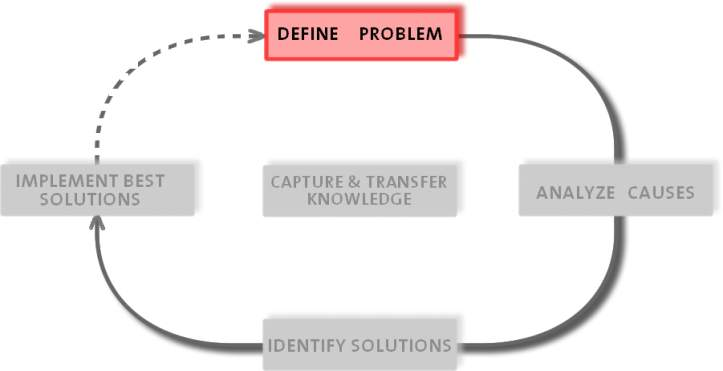 DEFINE PROBLEM
IMPLEMENT BEST
SOLUTIONS
CAPTURE & TRANSFER
KNOWLEDGE
ANALYZE CAUSES
IDENTIFY SOLUTIONS